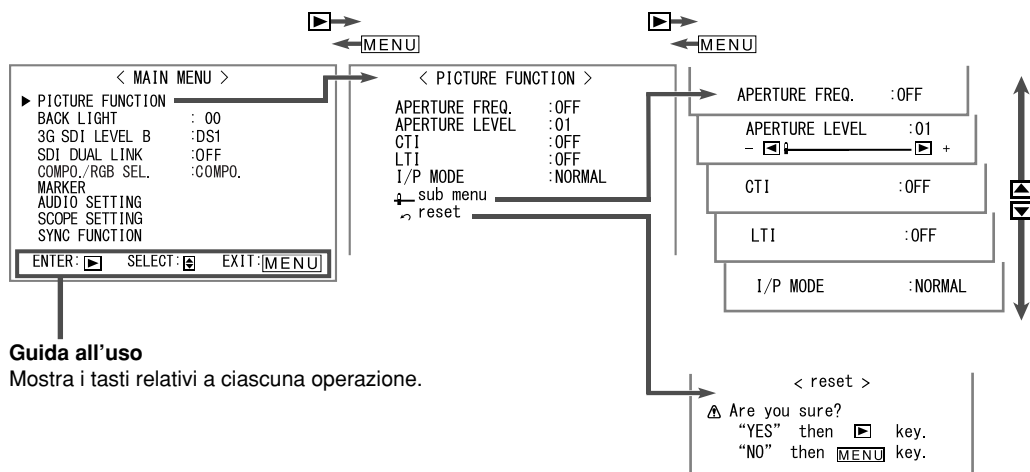 ▶ →
← MENU
▶ →
← MENU
< MAIN MENU >
▶ PICTURE FUNCTION
BACK LIGHT : 00
3G SDI LEVEL B :DS1
SDI DUAL LINK :OFF
COMPO./RGB SEL. :COMPO.
MARKER
AUDIO SETTING
SCOPE SETTING
SYNC FUNCTION
ENTER: ▶ SELECT: EXIT: MENU
< PICTURE FUNCTION >
APERTURE FREQ. :OFF
APERTURE LEVEL :01
CTI :OFF
LTI :OFF
I/P MODE :NORMAL
sub menu
reset
APERTURE FREQ. :OFF
APERTURE LEVEL :01
– ◀ ▶ +
CTI :OFF
LTI :OFF
I/P MODE :NORMAL
▲
▼
Guida all'uso
Mostra i tasti relativi a ciascuna operazione.
< reset >
⚠ Are you sure?
“YES” then ▶ key.
“NO” then MENU key.